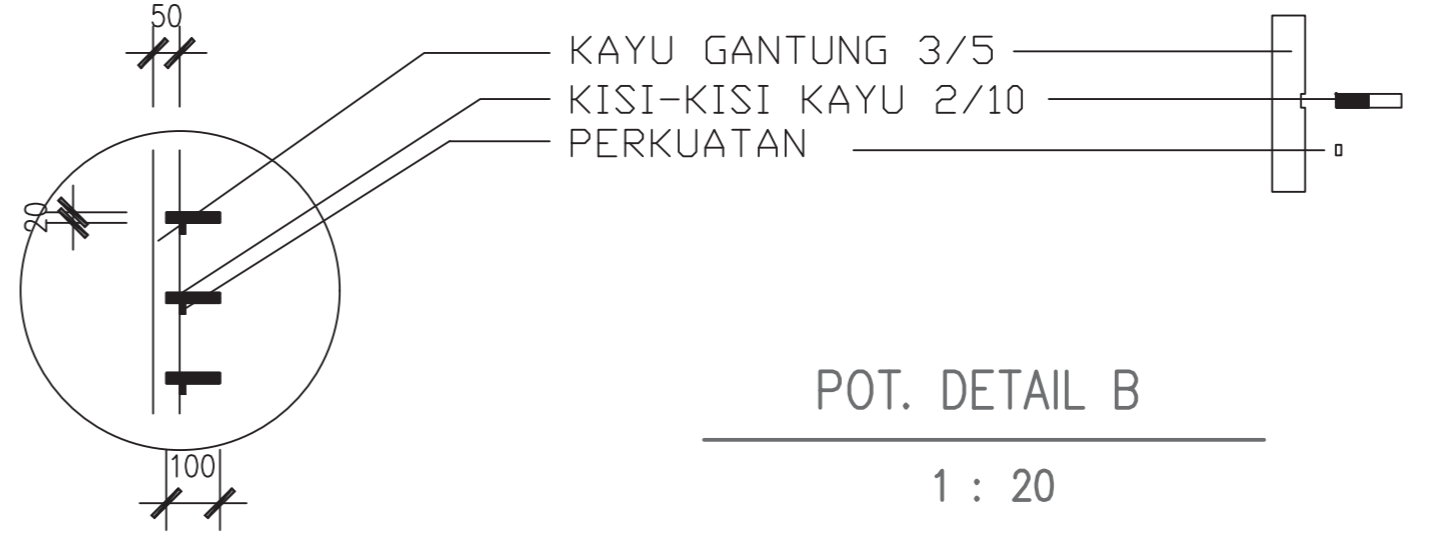 50
KAYU GANTUNG 3/5
KISI-KISI KAYU 2/10
PERKUATAN
20
100
POT. DETAIL B
1 : 20